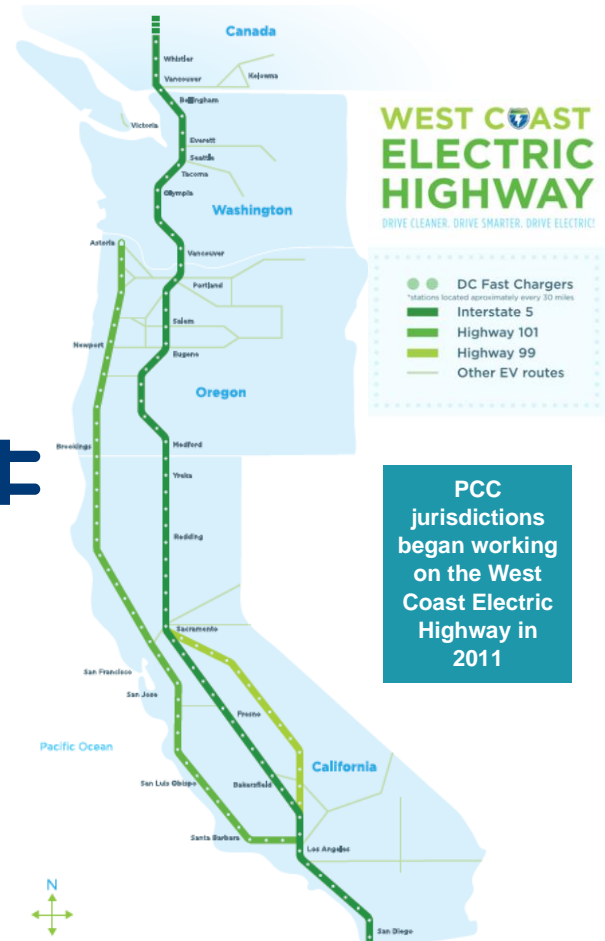 Canada
Whistler
Vancouver
Kelowna
Bellingham
Victoria
Everett
Seattle
Tacoma
Olympia
Washington
Astoria
Vancouver
Portland
Salem
Newport
Eugene
Oregon
Brookings
Medford
Yreka
Redding
Sacramento
San Francisco
San Jose
Fresno
Pacific Ocean
California
San Luis Obispo
Bakersfield
Santa Barbara
Los Angeles
San Diego
N
WEST COAST
ELECTRIC
HIGHWAY
DRIVE CLEANER. DRIVE SMARTER. DRIVE ELECTRIC!
DC Fast Chargers
*stations located aproximately every 30 miles
Interstate 5
Highway 101
Highway 99
Other EV routes
PCC
jurisdictions
began working
on the West
Coast Electric
Highway in
2011